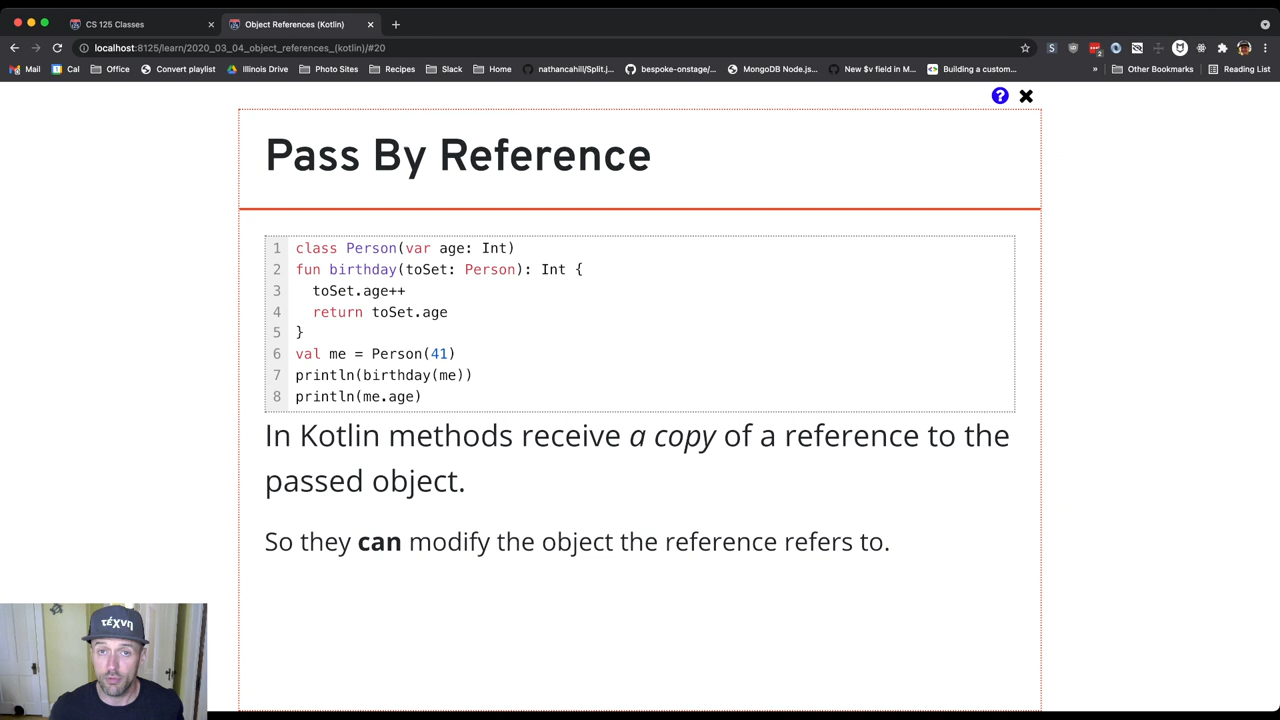 CS 125 Classes
Object References (Kotlin)
localhost:8125/learn/2020_03_04_object_references_(kotlin)/#20
Mail Cal Office Convert playlist Illinois Drive Photo Sites Recipes Slack Home nathancahill/Split.j... bespoke-onstage/... MongoDB Node.js... New $v field in M... Building a custom... » Other Bookmarks Reading List
Pass By Reference
1 class Person(var age: Int)
2 fun birthday(toSet: Person): Int {
3 toSet.age++
4 return toSet.age
5 }
6 val me = Person(41)
7 println(birthday(me))
8 println(me.age)
In Kotlin methods receive a copy of a reference to the
passed object.
So they can modify the object the reference refers to.